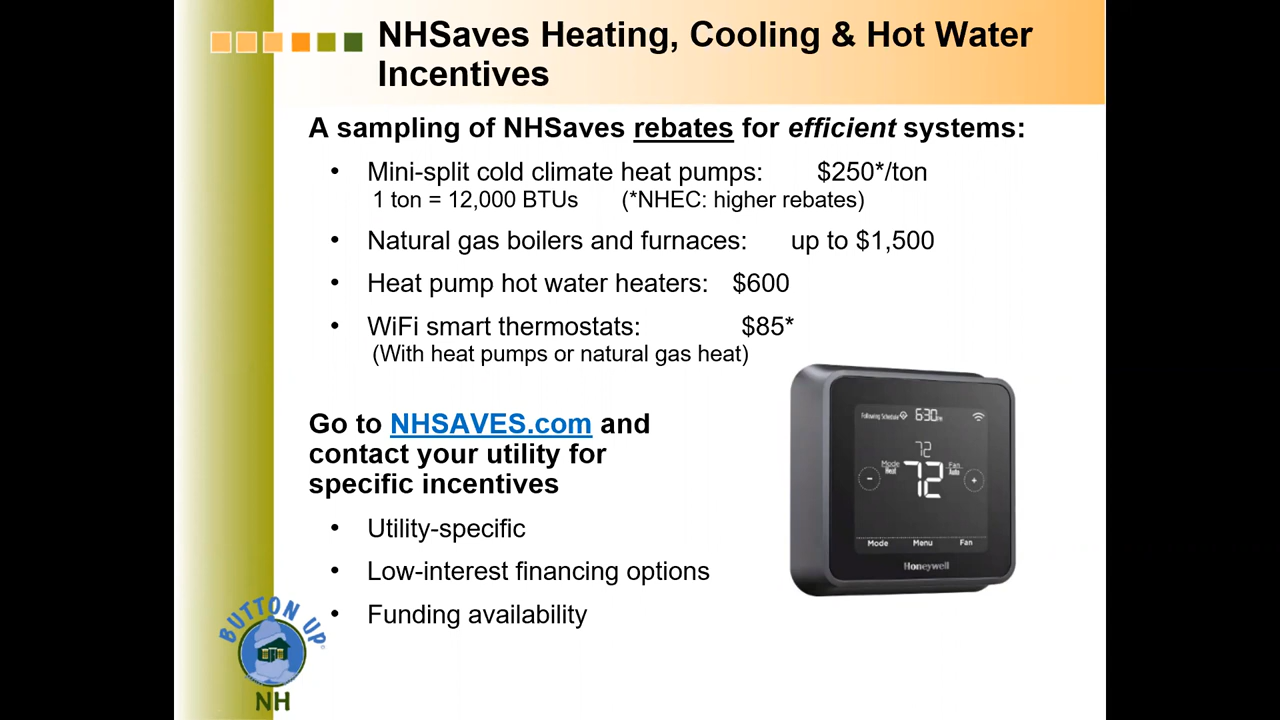 NHSaves Heating, Cooling & Hot Water
Incentives
A sampling of NHSaves rebates for efficient systems:
• Mini-split cold climate heat pumps: $250*/ton
1 ton = 12,000 BTUs (*NHEC: higher rebates)
• Natural gas boilers and furnaces: up to $1,500
• Heat pump hot water heaters: $600
• WiFi smart thermostats: $85*
(With heat pumps or natural gas heat)
Go to NHSAVES.com and
contact your utility for
specific incentives
• Utility-specific
• Low-interest financing options
• Funding availability
Following Schedule 6:30PM
72
Mode Heat 72 Fan Auto
- +
Mode Menu Fan
Honeywell
BUTTON UP
NH